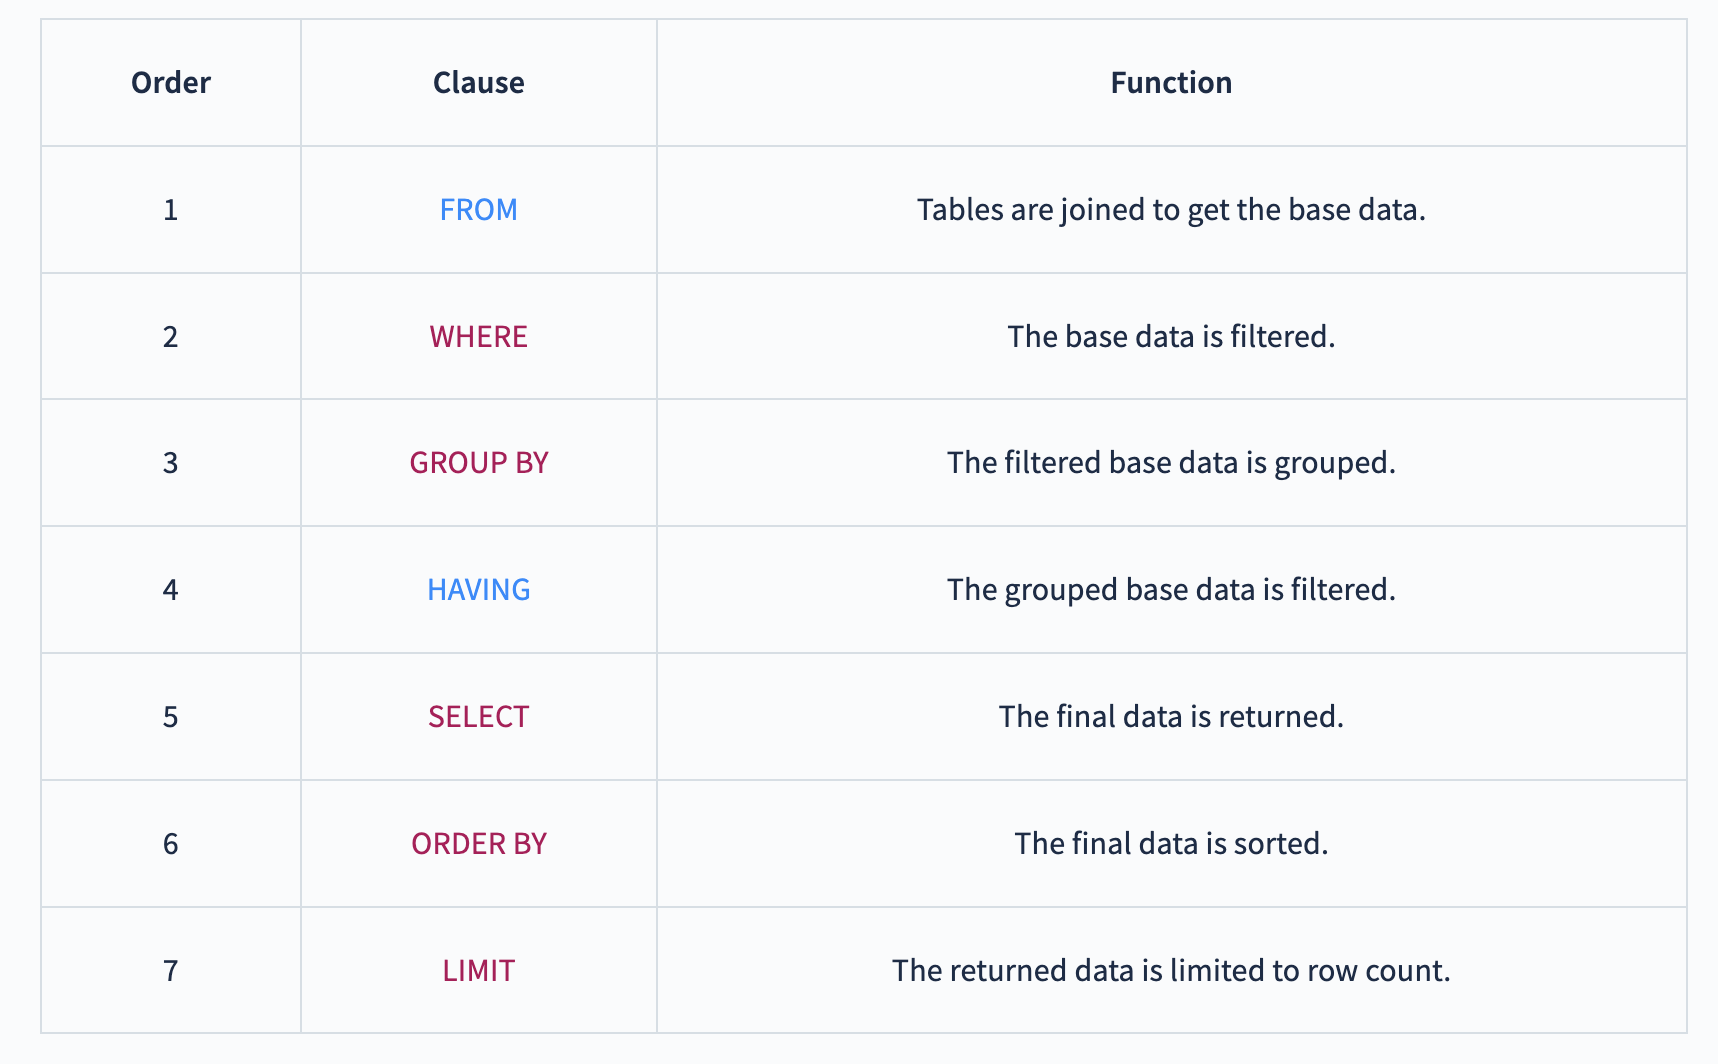 Order Clause Function
1 FROM Tables are joined to get the base data.
2 WHERE The base data is filtered.
3 GROUP BY The filtered base data is grouped.
4 HAVING The grouped base data is filtered.
5 SELECT The final data is returned.
6 ORDER BY The final data is sorted.
7 LIMIT The returned data is limited to row count.